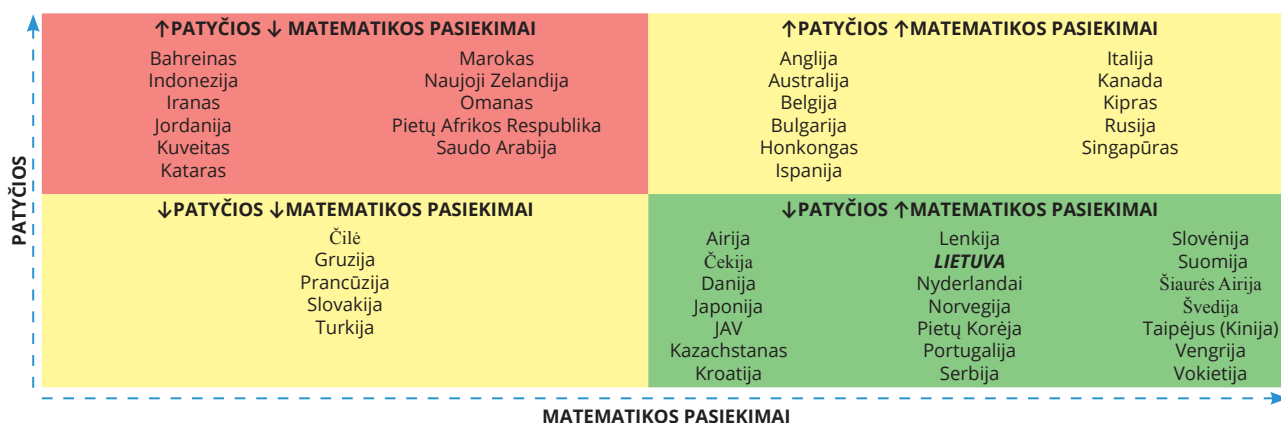 ↑PATYČIOS ↓ MATEMATIKOS PASIEKIMAI
Bahreinas
Indonezija
Iranas
Jordanija
Kuveitas
Kataras
Marokas
Naujoji Zelandija
Omanas
Pietų Afrikos Respublika
Saudo Arabija
↑PATYČIOS ↑MATEMATIKOS PASIEKIMAI
Anglija
Australija
Belgija
Bulgarija
Honkongas
Ispanija
Italija
Kanada
Kipras
Rusija
Singapūras
↓PATYČIOS ↓MATEMATIKOS PASIEKIMAI
Čilė
Gruzija
Prancūzija
Slovakija
Turkija
↓PATYČIOS ↑MATEMATIKOS PASIEKIMAI
Airija
Čekija
Danija
Japonija
JAV
Kazachstanas
Kroatija
Lenkija
LIETUVA
Nyderlandai
Norvegija
Pietų Korėja
Portugalija
Serbija
Slovėnija
Suomija
Šiaurės Airija
Švedija
Taipėjus (Kinija)
Vengrija
Vokietija
PATYČIOS
MATEMATIKOS PASIEKIMAI